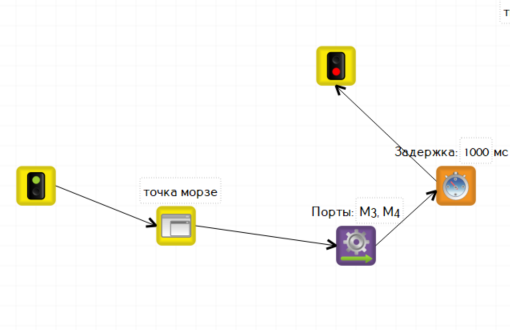 т
Задержка: 1000 мс
точка морзе
Порты: M3, M4